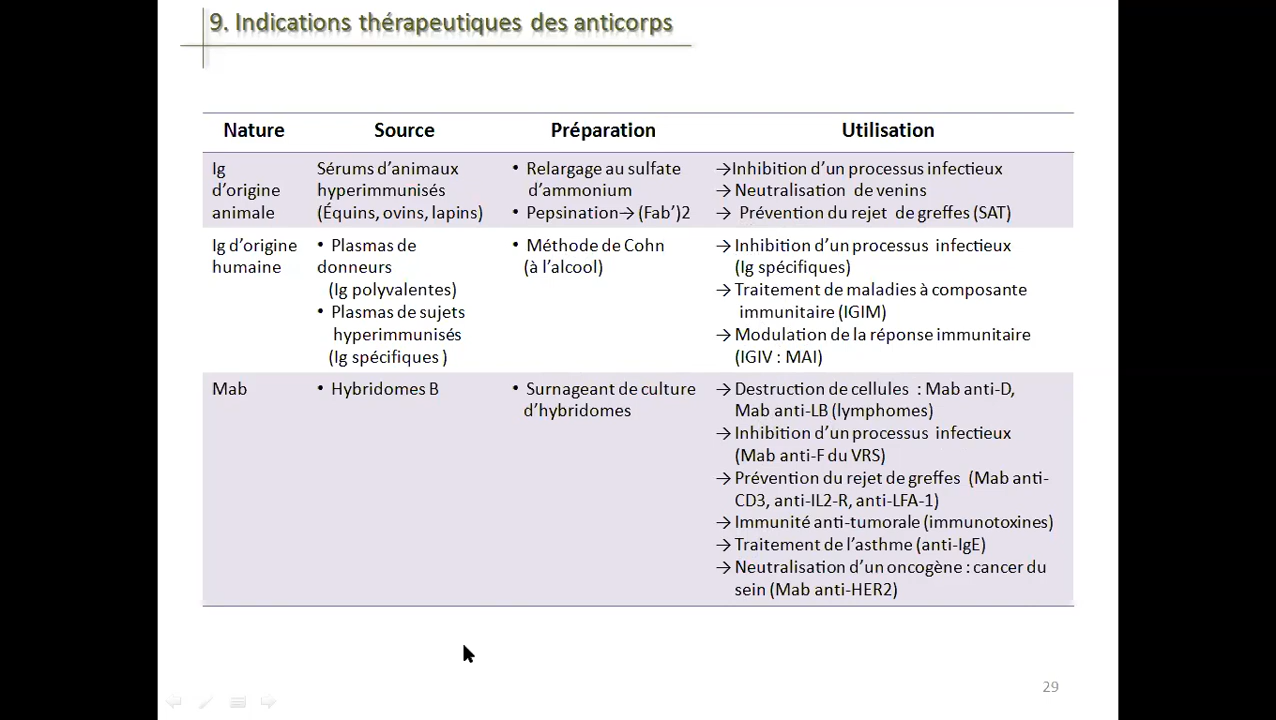 9. Indications thérapeutiques des anticorps
Nature Source Préparation Utilisation
Ig
d'origine
animale
Sérums d'animaux
hyperimmunisés
(Équins, ovins, lapins)
• Relargage au sulfate
d'ammonium
• Pepsination→ (Fab')2
→Inhibition d'un processus infectieux
→ Neutralisation de venins
→ Prévention du rejet de greffes (SAT)
Ig d'origine
humaine
• Plasmas de
donneurs
(Ig polyvalentes)
• Plasmas de sujets
hyperimmunisés
(Ig spécifiques )
• Méthode de Cohn
(à l'alcool)
→ Inhibition d'un processus infectieux
(Ig spécifiques)
→ Traitement de maladies à composante
immunitaire (IGIM)
→ Modulation de la réponse immunitaire
(IGIV : MAI)
Mab
• Hybridomes B
• Surnageant de culture
d'hybridomes
→ Destruction de cellules : Mab anti-D,
Mab anti-LB (lymphomes)
→ Inhibition d'un processus infectieux
(Mab anti-F du VRS)
→ Prévention du rejet de greffes (Mab anti-
CD3, anti-IL2-R, anti-LFA-1)
→ Immunité anti-tumorale (immunotoxines)
→ Traitement de l'asthme (anti-IgE)
→ Neutralisation d'un oncogène : cancer du
sein (Mab anti-HER2)
29